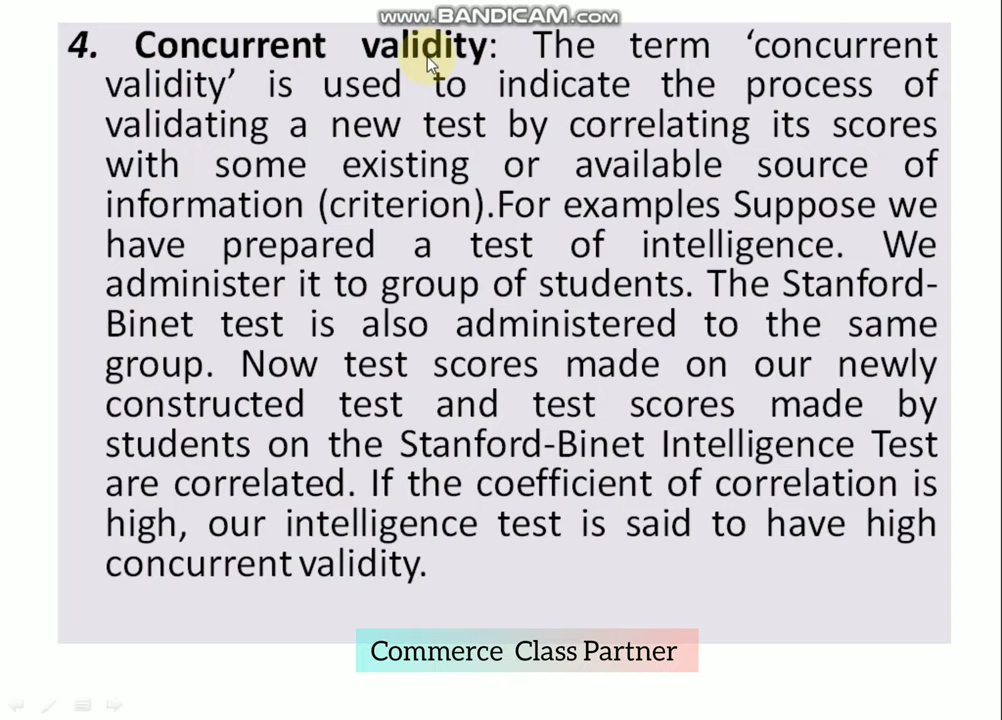 www.BANDICAM.com
4. Concurrent validity: The term ‘concurrent
validity’ is used to indicate the process of
validating a new test by correlating its scores
with some existing or available source of
information (criterion).For examples Suppose we
have prepared a test of intelligence. We
administer it to group of students. The Stanford-
Binet test is also administered to the same
group. Now test scores made on our newly
constructed test and test scores made by
students on the Stanford-Binet Intelligence Test
are correlated. If the coefficient of correlation is
high, our intelligence test is said to have high
concurrent validity.
Commerce Class Partner